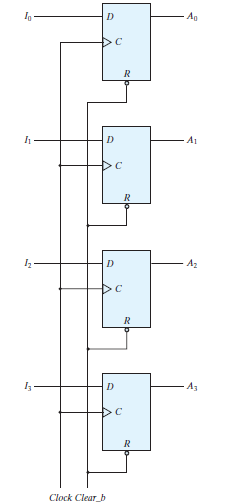 I₀ D A₀
C
R
I₁ D A₁
C
R
I₂ D A₂
C
R
I₃ D A₃
C
R
Clock Clear_b